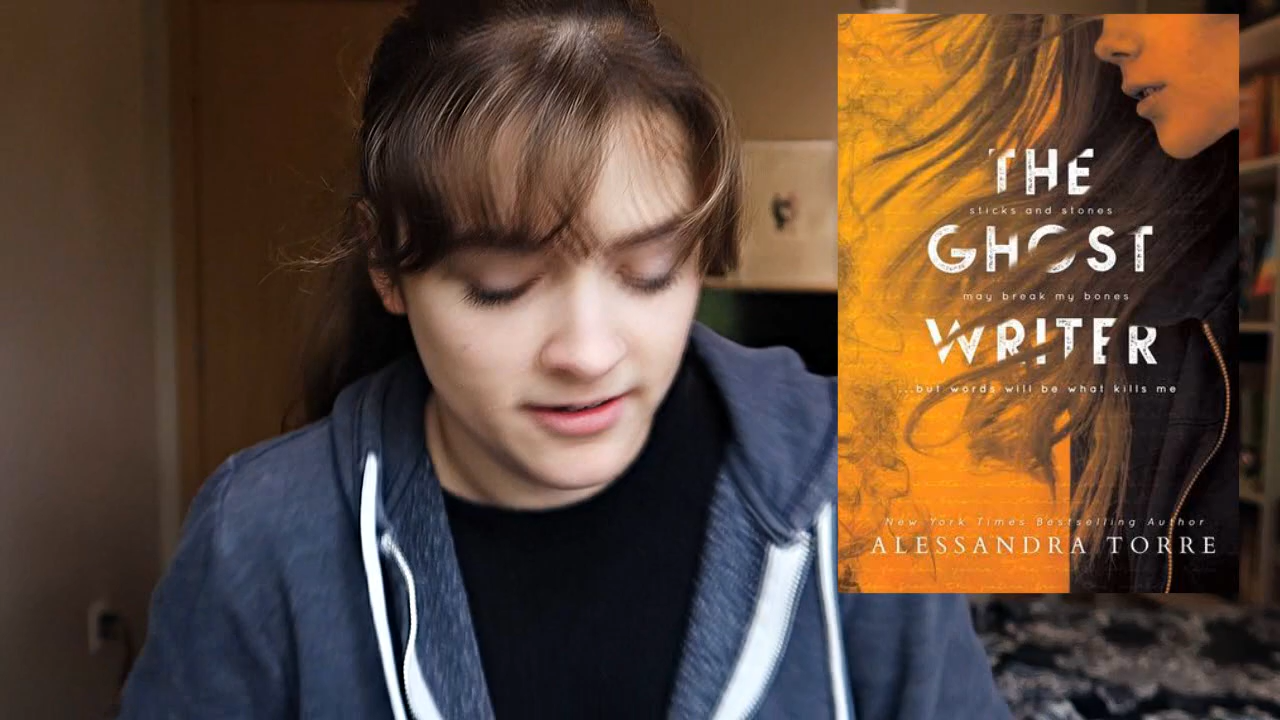 THE
sticks and stones
GHOST
may break my bones
WRITER
...but words will be what kills me
New York Times Bestselling Author
ALESSANDRA TORRE